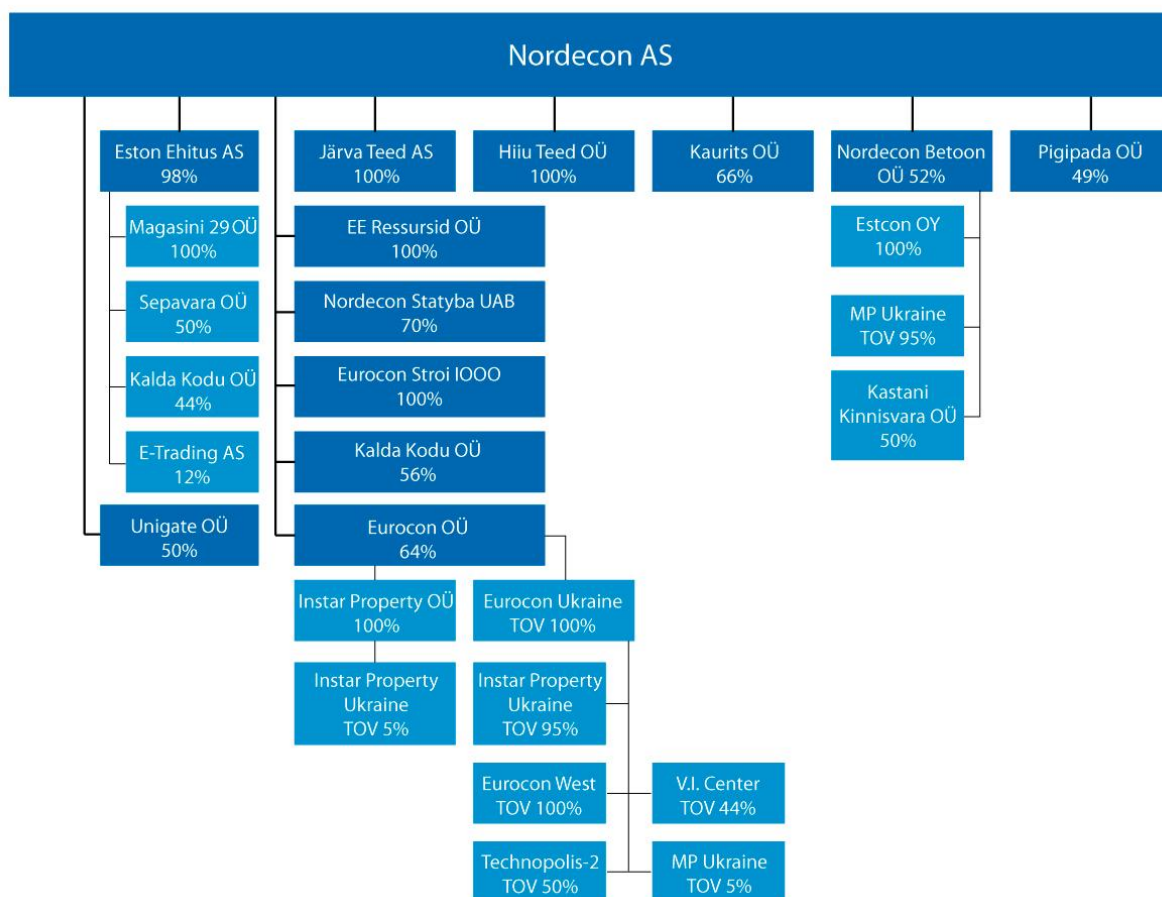 Nordecon AS
Eston Ehitus AS
98%
Järva Teed AS
100%
Hiiu Teed OÜ
100%
Kaurits OÜ
66%
Nordecon Betoon
OÜ 52%
Pigipada OÜ
49%
Magasini 29 OÜ
100%
EE Ressursid OÜ
100%
Estcon OY
100%
Sepavara OÜ
50%
Nordecon Statyba UAB
70%
MP Ukraine
TOV 95%
Kalda Kodu OÜ
44%
Eurocon Stroi IOOO
100%
Kastani
Kinnisvara OÜ
50%
E-Trading AS
12%
Kalda Kodu OÜ
56%
Unigate OÜ
50%
Eurocon OÜ
64%
Instar Property OÜ
100%
Eurocon Ukraine
TOV 100%
Instar Property
Ukraine
TOV 5%
Instar Property
Ukraine
TOV 95%
Eurocon West
TOV 100%
V.I. Center
TOV 44%
Technopolis-2
TOV 50%
MP Ukraine
TOV 5%